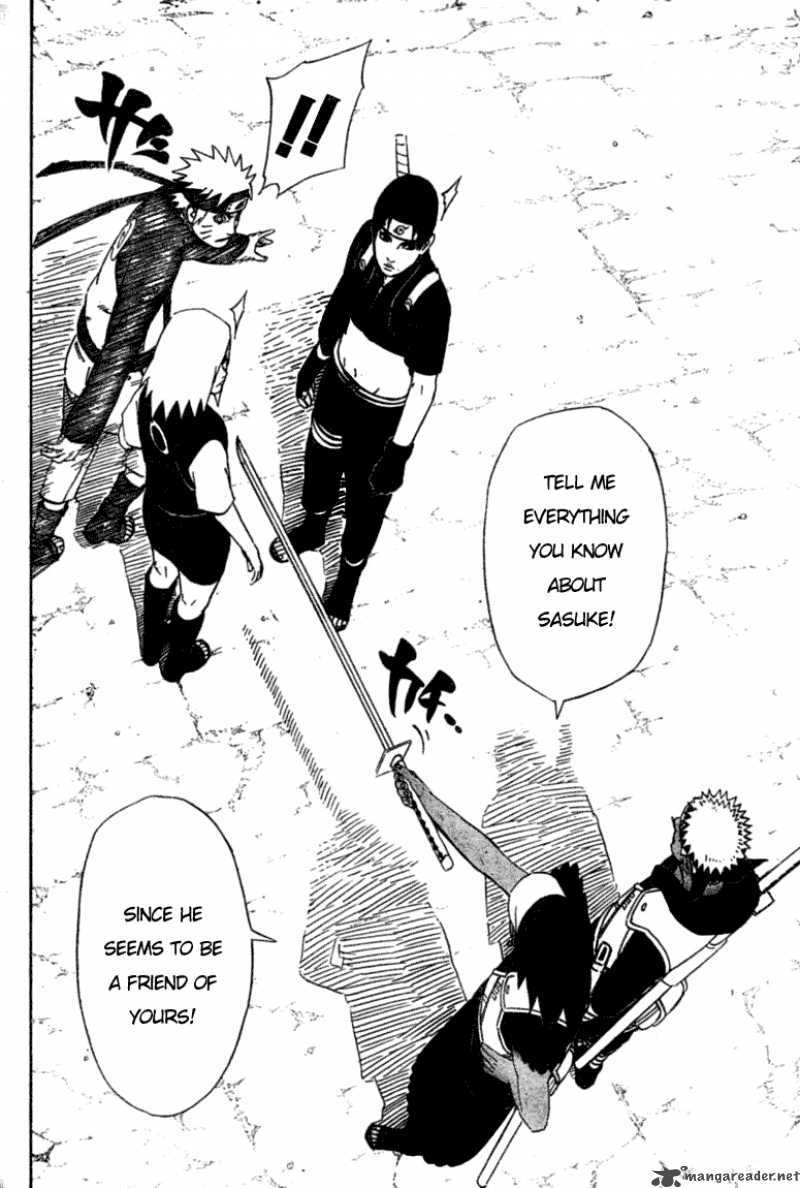 !!
ザミ
TELL ME
EVERYTHING
YOU KNOW
ABOUT
SASUKE!
カチ...
SINCE HE
SEEMS TO BE
A FRIEND OF
YOURS!
mangareader.net